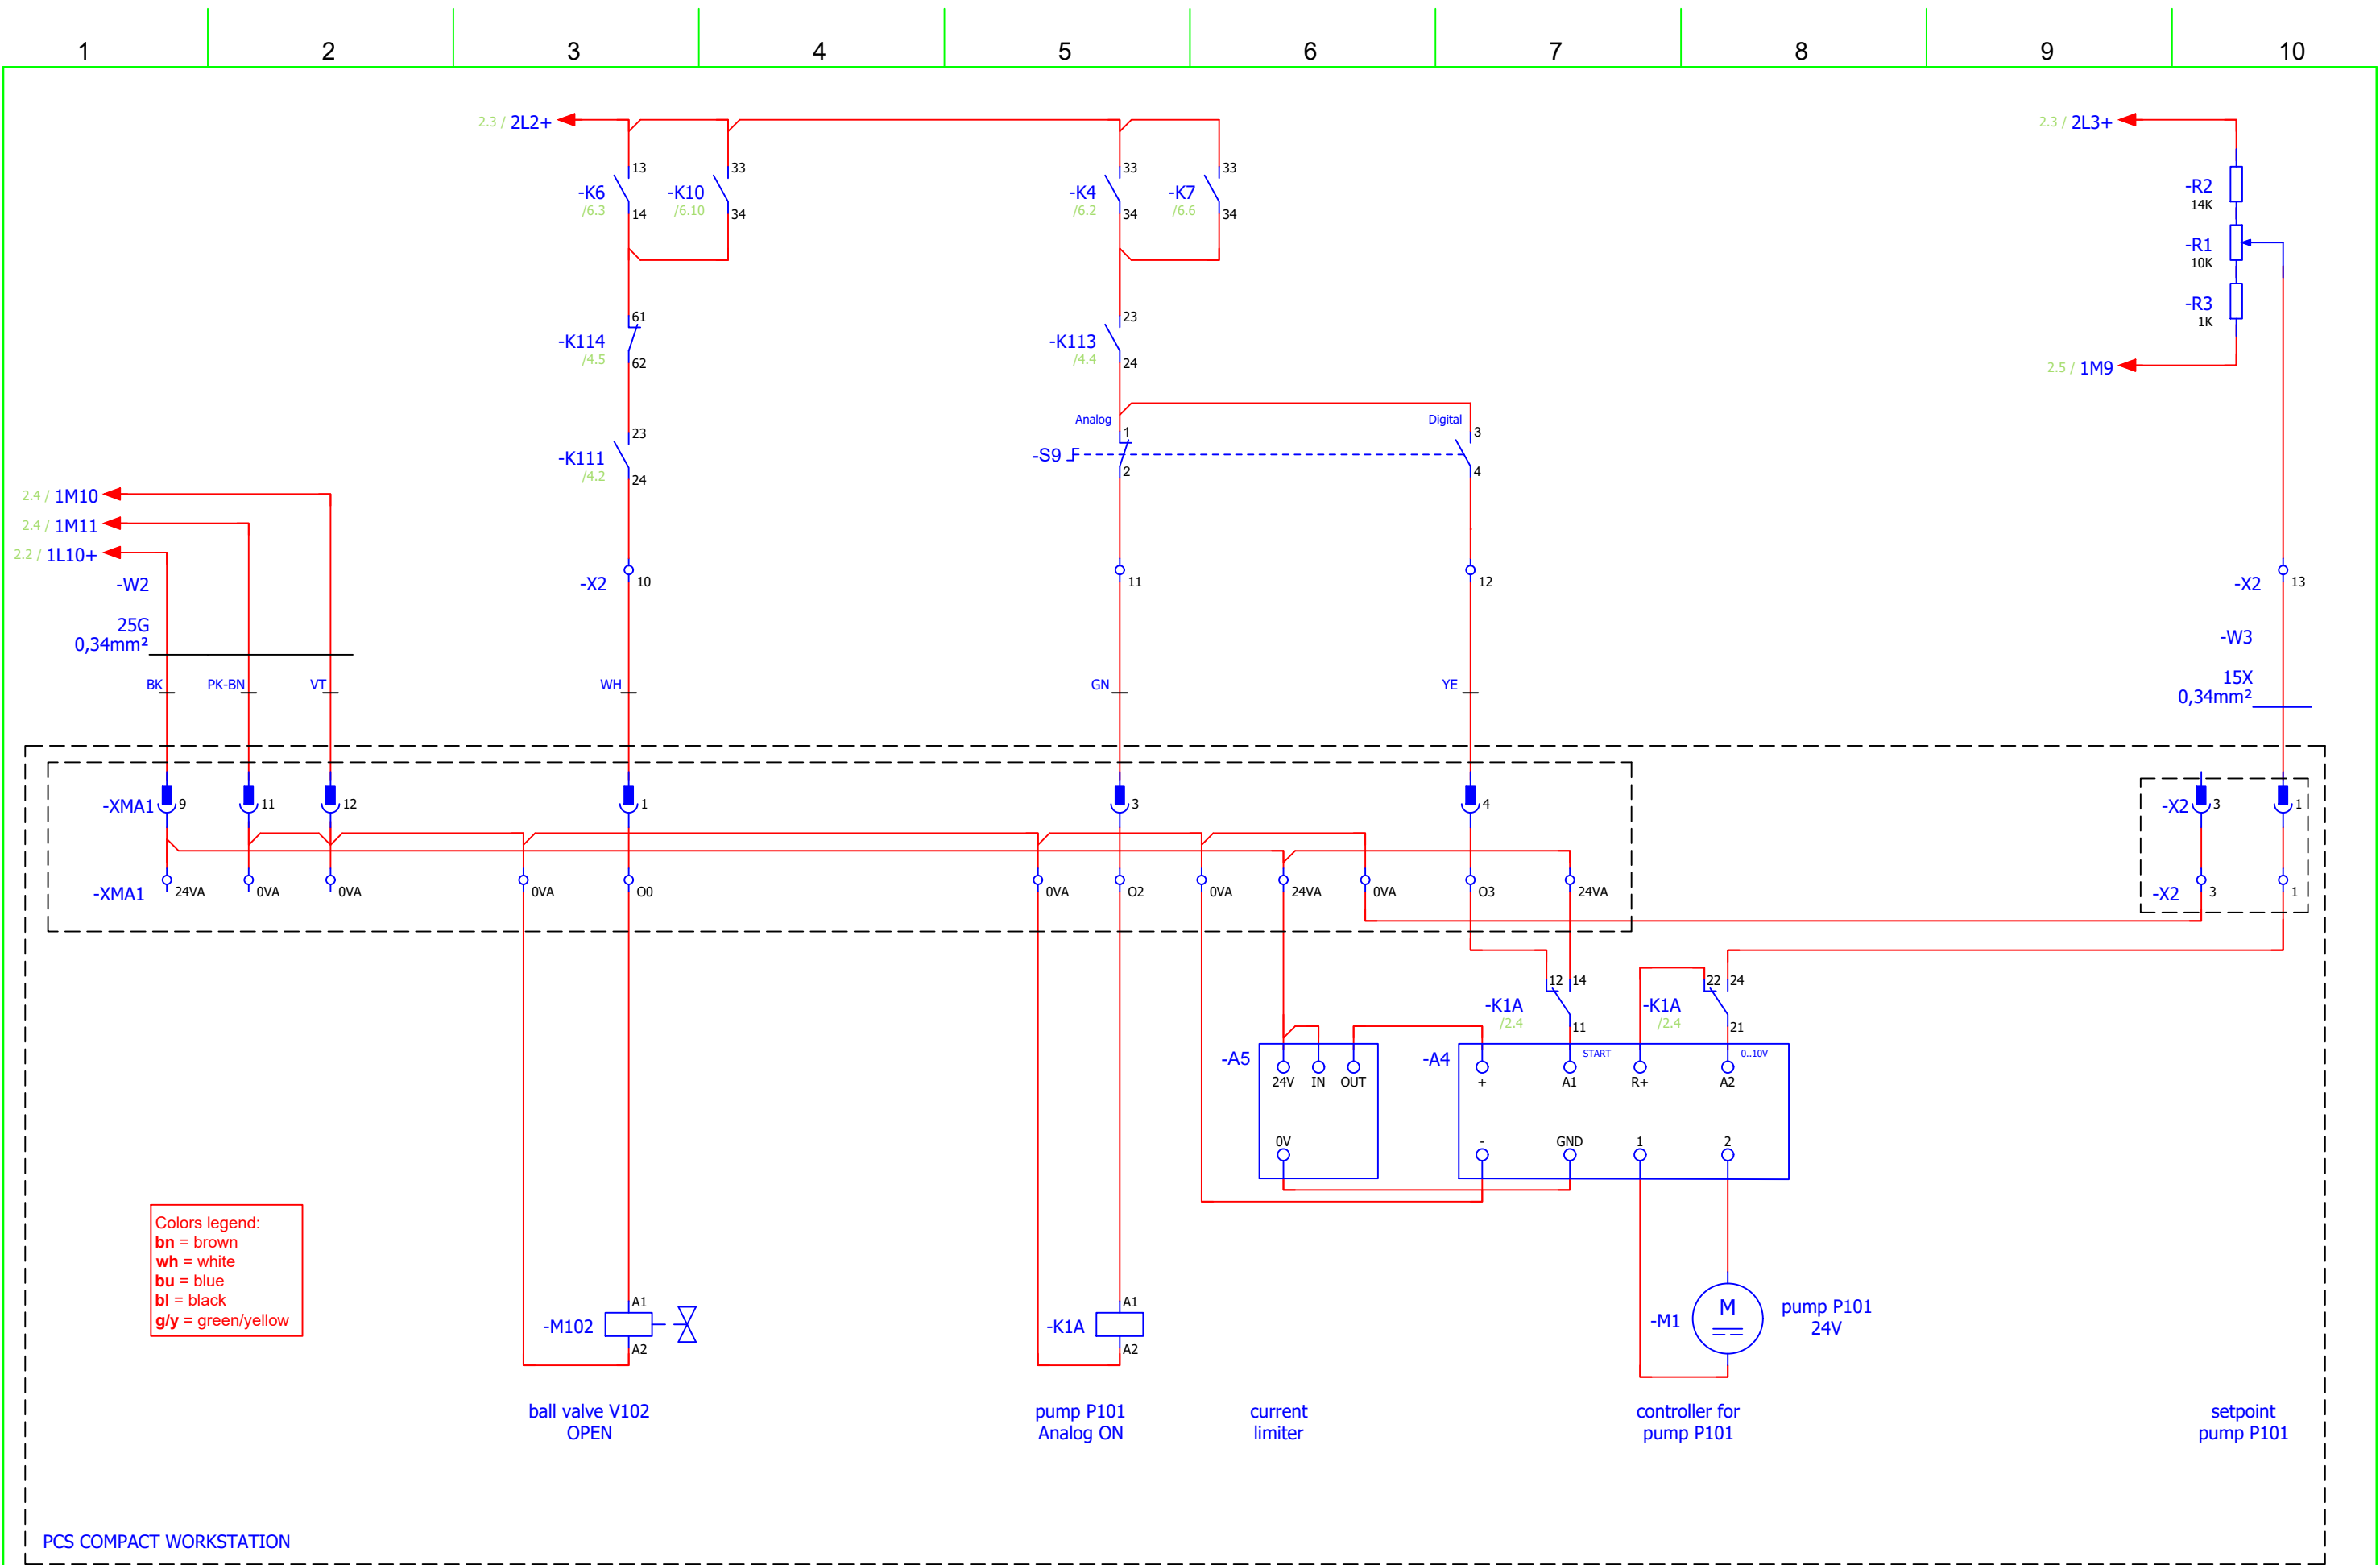 1 2 3 4 5 6 7 8 9 10
2.3 / 2L2+
2.3 / 2L3+
13 33 33 33
-K6 -K10 -K4 -K7 -R2
/6.3 /6.10 /6.2 /6.6 14K
14 34 34 34
-R1
10K
-R3
1K
61 23
-K114 -K113
/4.5 /4.4
62 24
2.5 / 1M9
Analog Digital
23 1 3
-K111 -S9
/4.2
24 2 4
2.4 / 1M10
2.4 / 1M11
2.2 / 1L10+
-W2 -X2 10 11 12 -X2 13
25G
0,34mm²
-W3
15X
0,34mm²
BK PK-BN VT WH GN YE
-XMA1 9 11 12 1 3 4 -X2 3 1
-XMA1 24VA 0VA 0VA 0VA O0 0VA O2 0VA 24VA 0VA O3 24VA -X2 3 1
12 14 22 24
-K1A -K1A
/2.4 /2.4
11 21
-A5 -A4 START 0..10V
24V IN OUT + A1 R+ A2
0V - GND 1 2
Colors legend:
bn = brown
wh = white
bu = blue
bl = black
g/y = green/yellow
A1 A1
-M102 -K1A -M1 M pump P101
24V
A2 A2
ball valve V102
OPEN
pump P101
Analog ON
current
limiter
controller for
pump P101
setpoint
pump P101
PCS COMPACT WORKSTATION